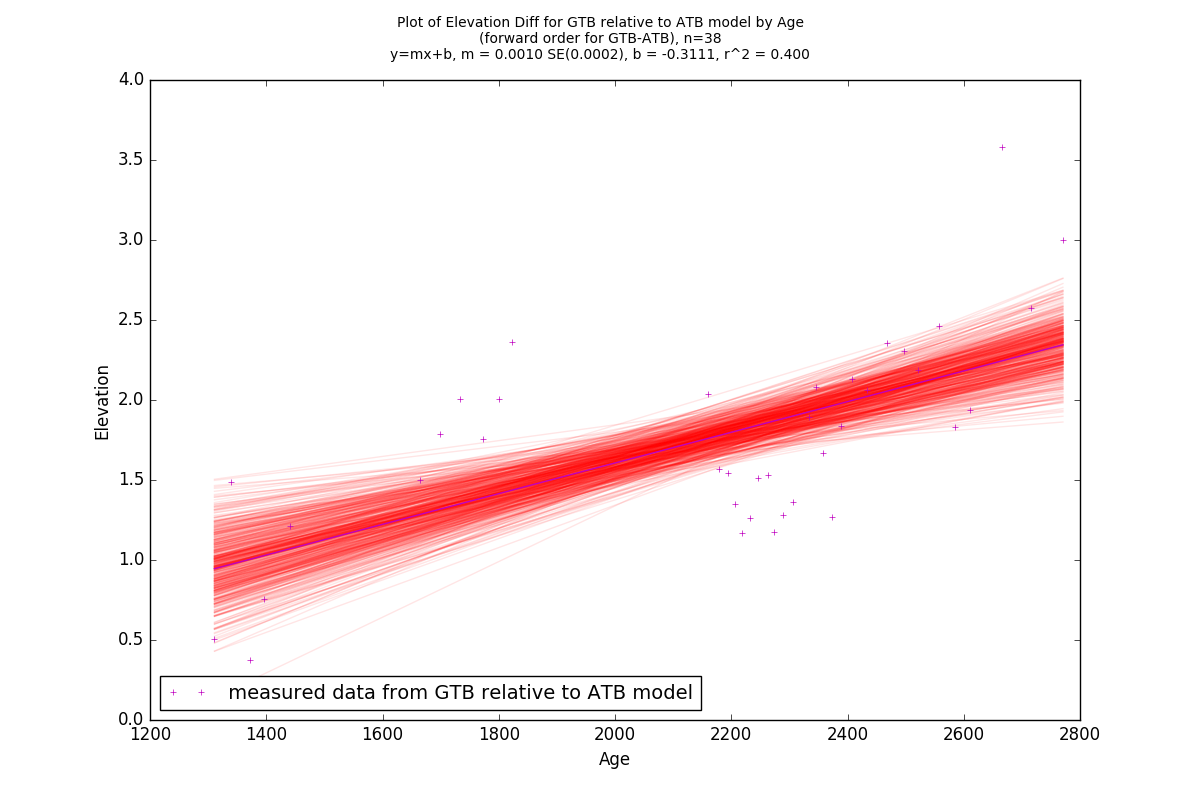 Plot of Elevation Diff for GTB relative to ATB model by Age
(forward order for GTB-ATB), n=38
y=mx+b, m = 0.0010 SE(0.0002), b = -0.3111, r^2 = 0.400
4.0
3.5
3.0
2.5
2.0
1.5
1.0
0.5
0.0
Elevation
measured data from GTB relative to ATB model
1200 1400 1600 1800 2000 2200 2400 2600 2800
Age